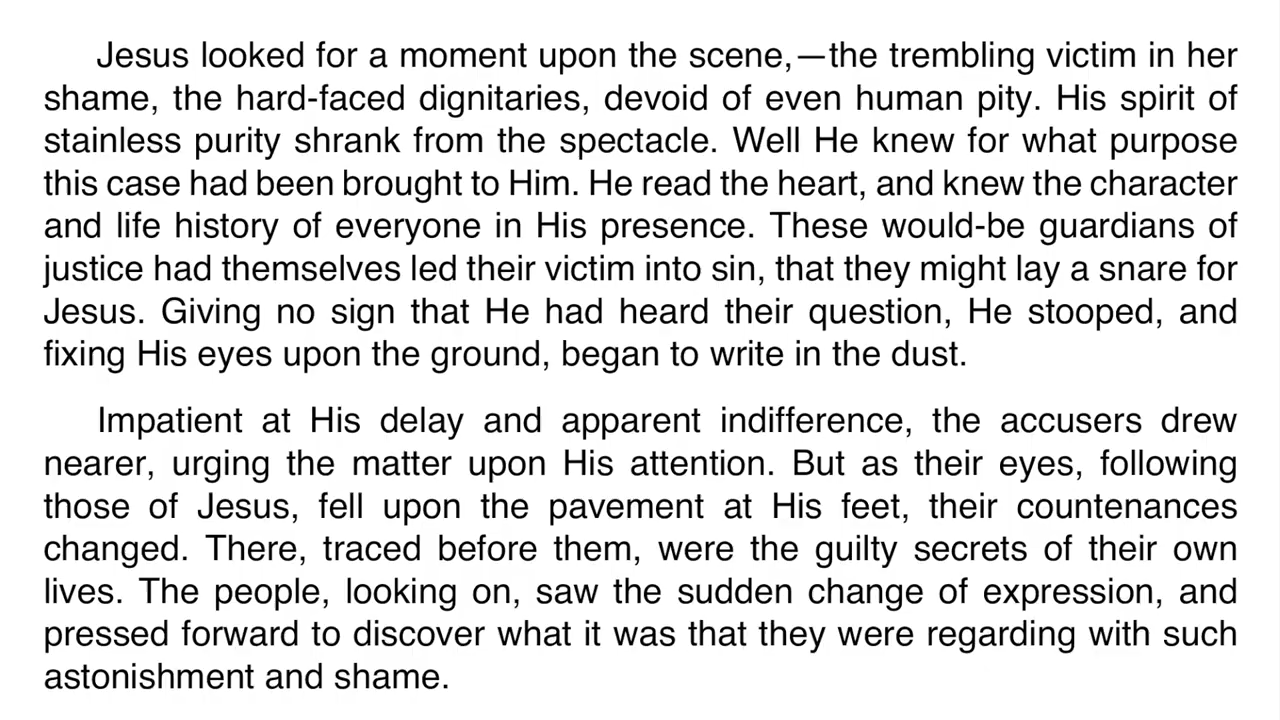 Jesus looked for a moment upon the scene,—the trembling victim in her
shame, the hard-faced dignitaries, devoid of even human pity. His spirit of
stainless purity shrank from the spectacle. Well He knew for what purpose
this case had been brought to Him. He read the heart, and knew the character
and life history of everyone in His presence. These would-be guardians of
justice had themselves led their victim into sin, that they might lay a snare for
Jesus. Giving no sign that He had heard their question, He stooped, and
fixing His eyes upon the ground, began to write in the dust.
Impatient at His delay and apparent indifference, the accusers drew
nearer, urging the matter upon His attention. But as their eyes, following
those of Jesus, fell upon the pavement at His feet, their countenances
changed. There, traced before them, were the guilty secrets of their own
lives. The people, looking on, saw the sudden change of expression, and
pressed forward to discover what it was that they were regarding with such
astonishment and shame.